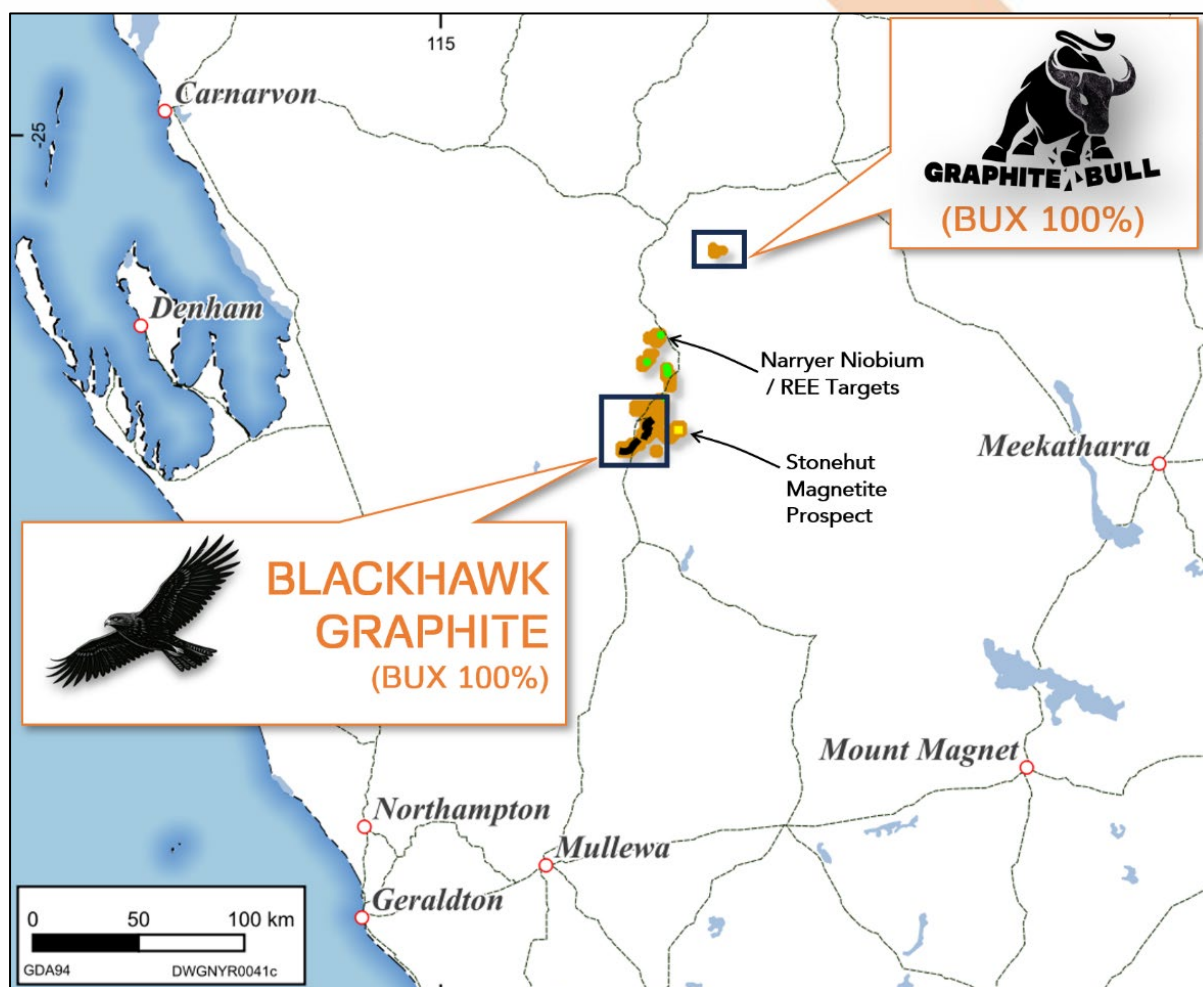 115
Carnarvon
-25
GRAPHITE BULL
(BUX 100%)
Denham
Narryer Niobium
/ REE Targets
Meekatharra
Stonehut
Magnetite
Prospect
BLACKHAWK
GRAPHITE
(BUX 100%)
Mount Magnet
Northampton
Mullewa
Geraldton
0 50 100 km
GDA94 DWGNYR0041c